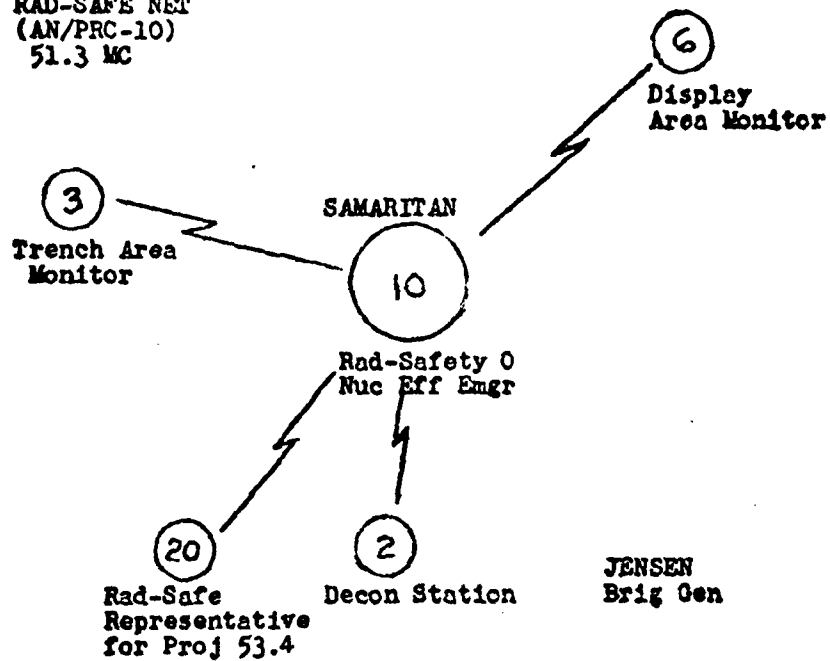 RAD-SAFE NET
(AN/PRC-10)
51.3 MC
6
Display
Area Monitor
3
Trench Area
Monitor
SAMARITAN
10
Rad-Safety O
Nuc Eff Emgr
20
Rad-Safe
Representative
for Proj 53.4
2
Decon Station
JENSEN
Brig Gen